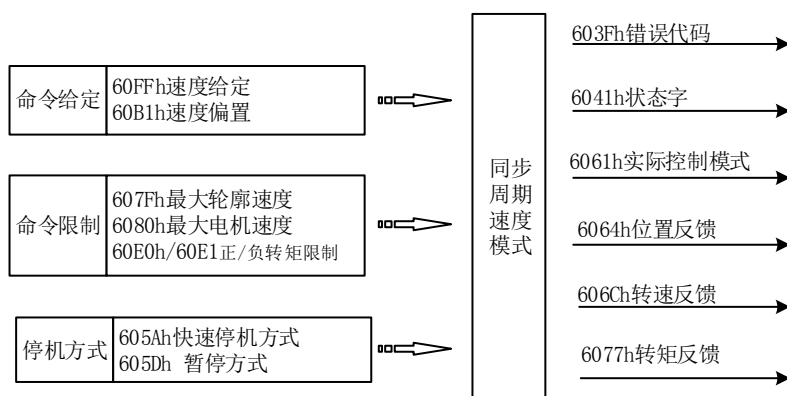 命令给定
60FFh速度给定
60B1h速度偏置
命令限制
607Fh最大轮廓速度
6080h最大电机速度
60E0h/60E1正/负转矩限制
停机方式
605Ah快速停机方式
605Dh 暂停方式
同步
周期
速度
模式
603Fh错误代码
6041h状态字
6061h实际控制模式
6064h位置反馈
606Ch转速反馈
6077h转矩反馈